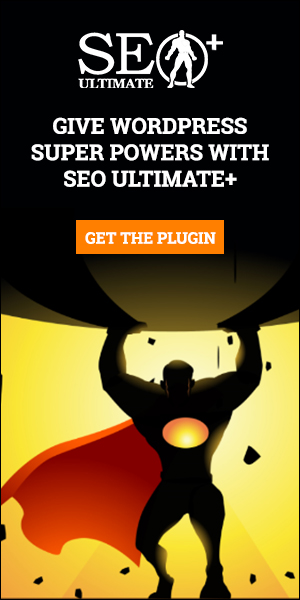 SEO+
ULTIMATE
GIVE WORDPRESS
SUPER POWERS WITH
SEO ULTIMATE+
GET THE PLUGIN